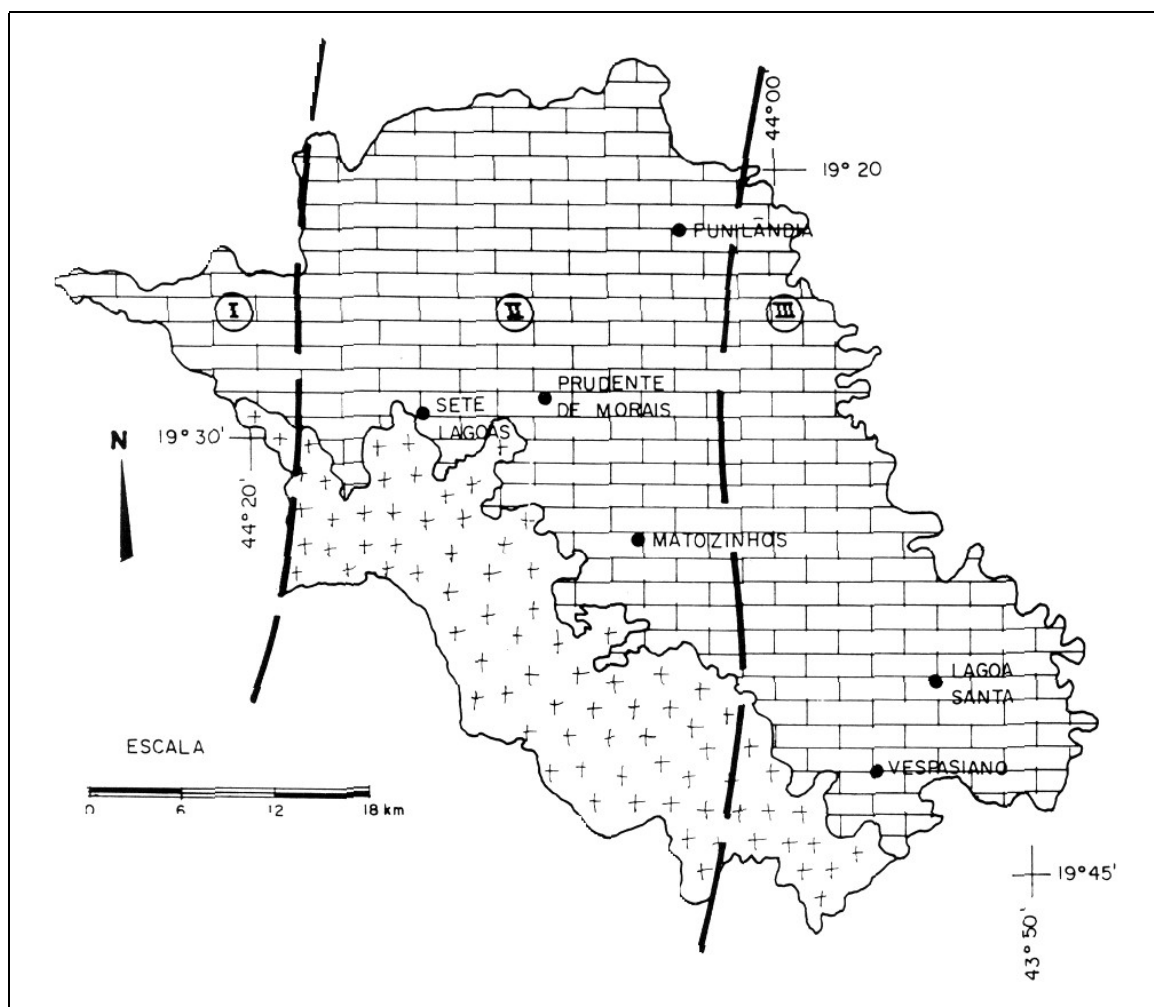 44°00'
19° 20
FUNILÂNDIA
I
II
III
PRUDENTE
DE MORAIS
SETE
LAGOAS
19° 30'
N
44° 20'
MATOZINHOS
LAGOA
SANTA
ESCALA
VESPASIANO
0 6 12 18 km
19° 45'
43° 50'